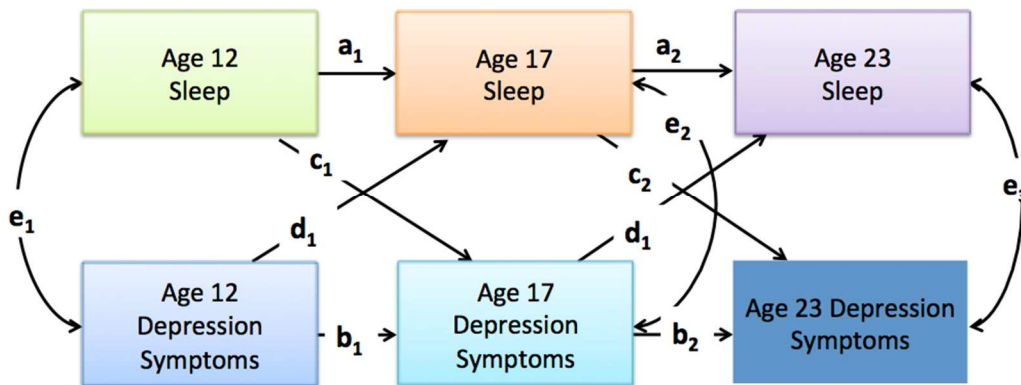 Age 12
Sleep
a₁
Age 17
Sleep
a₂
Age 23
Sleep
e₁
c₁
d₁
e₂
c₂
d₁
e₃
Age 12
Depression
Symptoms
b₁
Age 17
Depression
Symptoms
b₂
Age 23 Depression
Symptoms